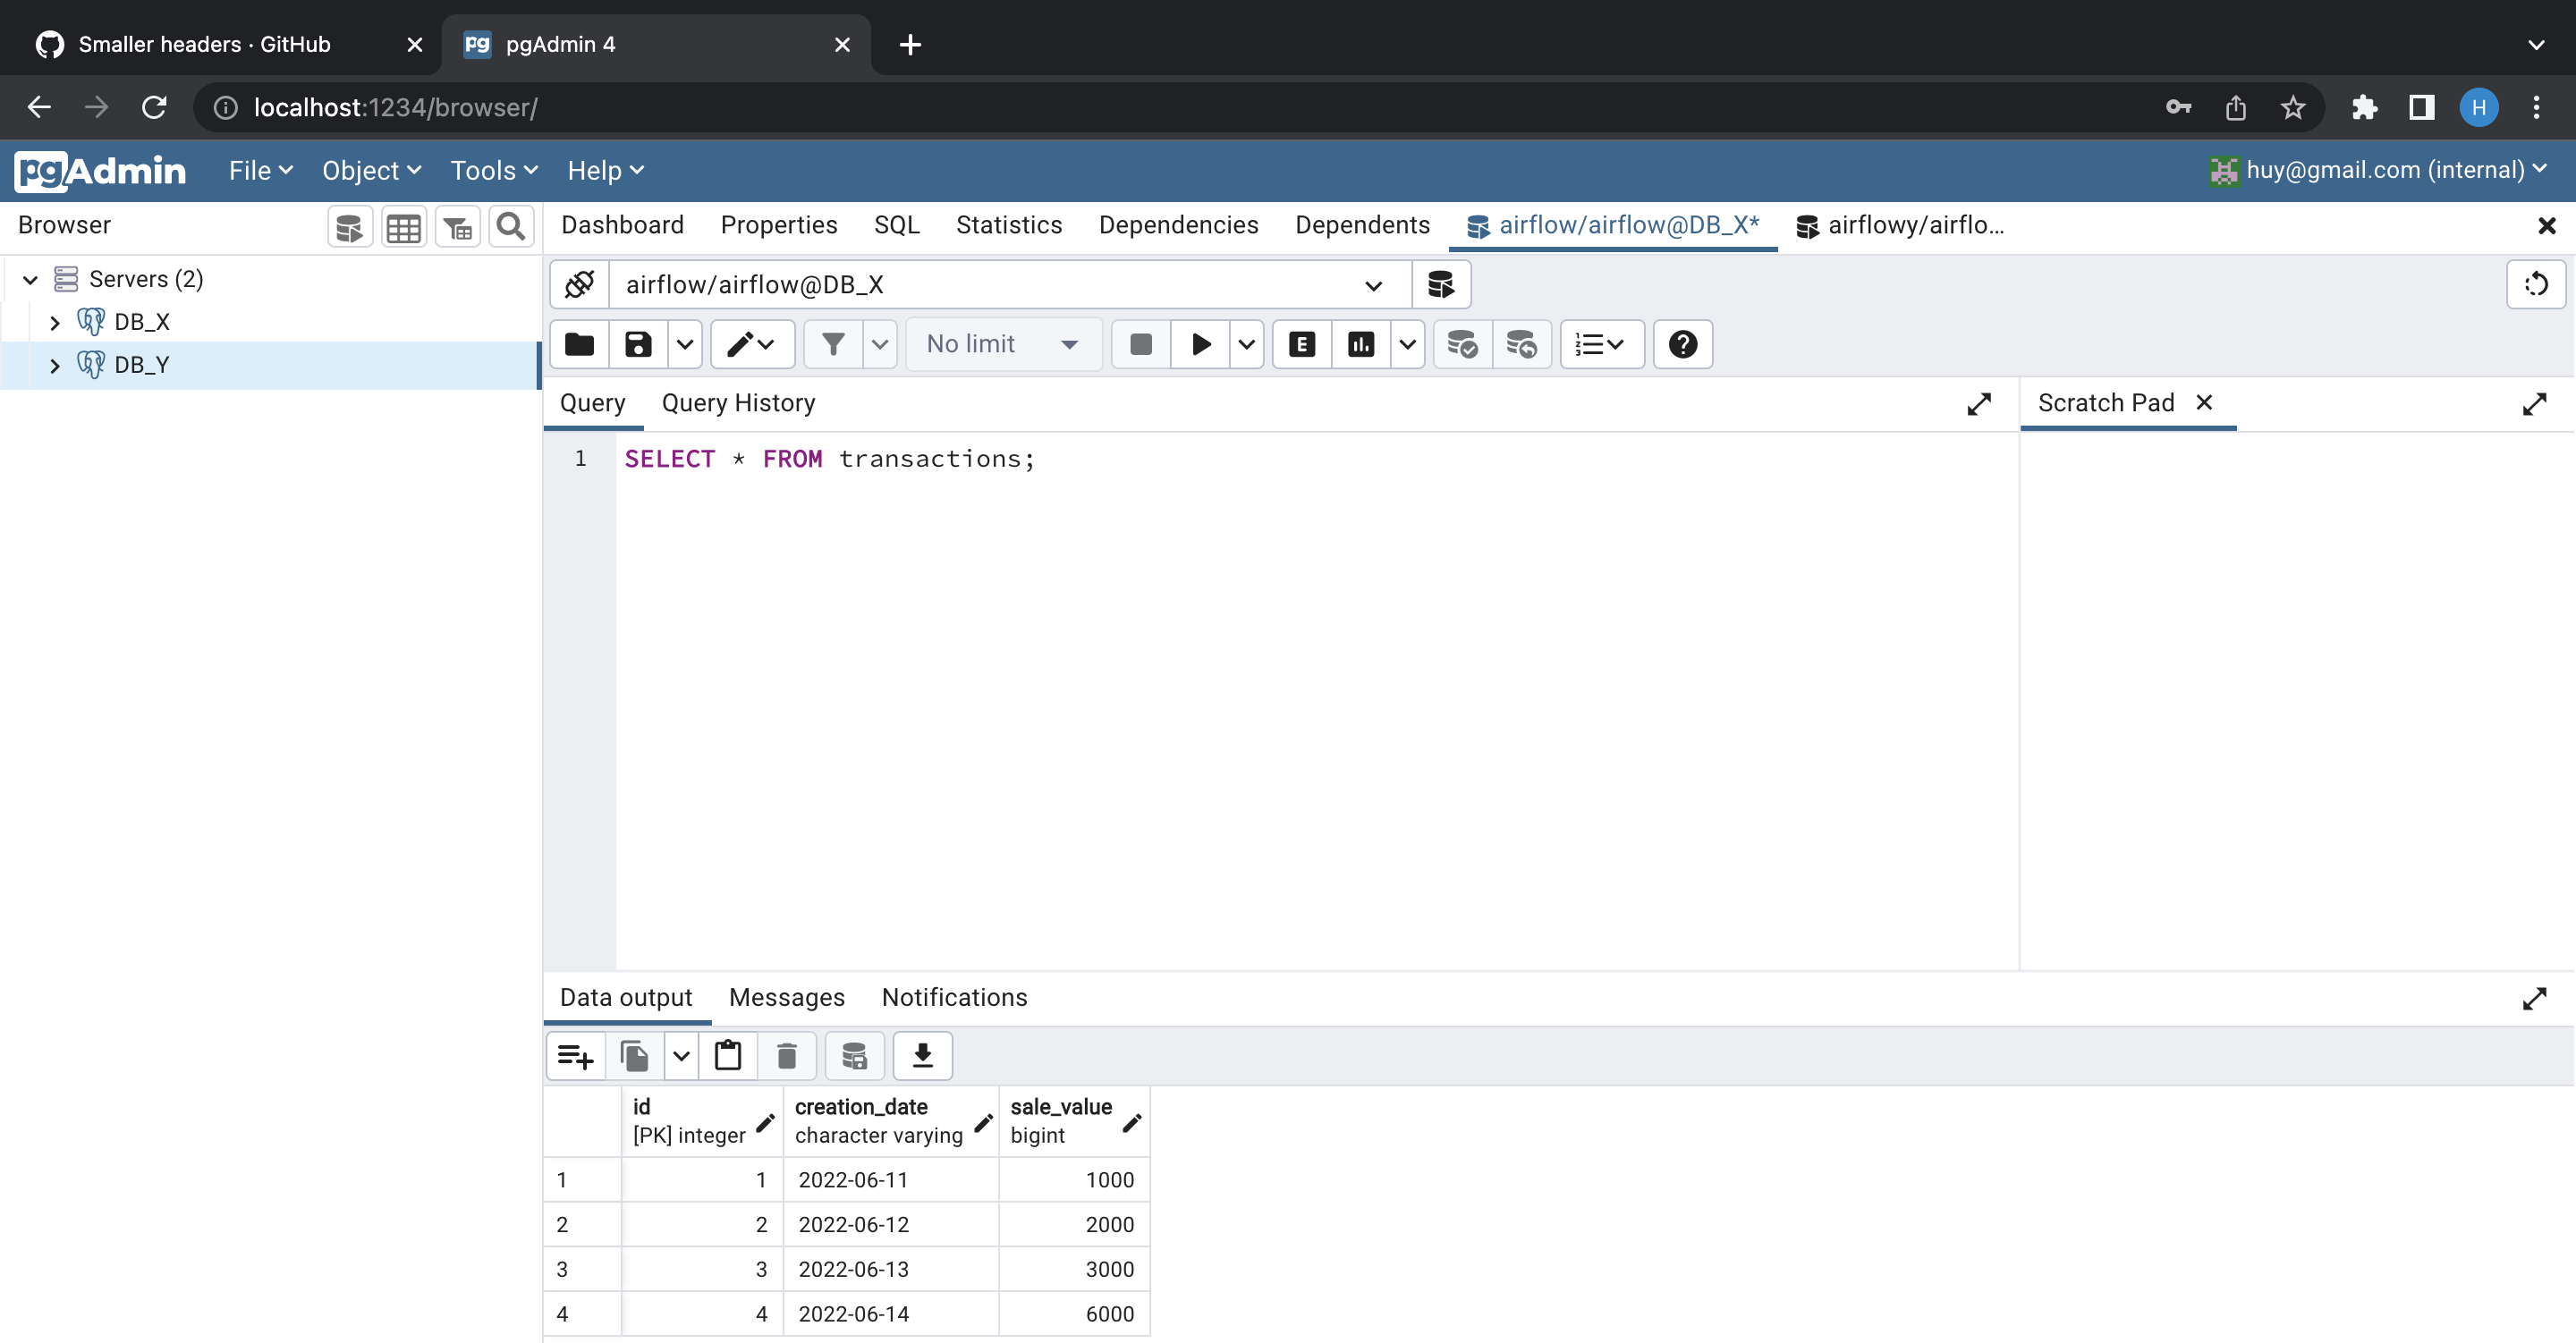 Smaller headers · GitHub
pgAdmin 4
localhost:1234/browser/
H
pgAdmin
File
Object
Tools
Help
huy@gmail.com (internal)
Browser
Dashboard
Properties
SQL
Statistics
Dependencies
Dependents
airflow/airflow@DB_X*
airflowy/airflo...
Servers (2)
DB_X
DB_Y
airflow/airflow@DB_X
No limit
E
Query
Query History
Scratch Pad
1 SELECT * FROM transactions;
Data output
Messages
Notifications
id creation_date sale_value
[PK] integer character varying bigint
1 1 2022-06-11 1000
2 2 2022-06-12 2000
3 3 2022-06-13 3000
4 4 2022-06-14 6000